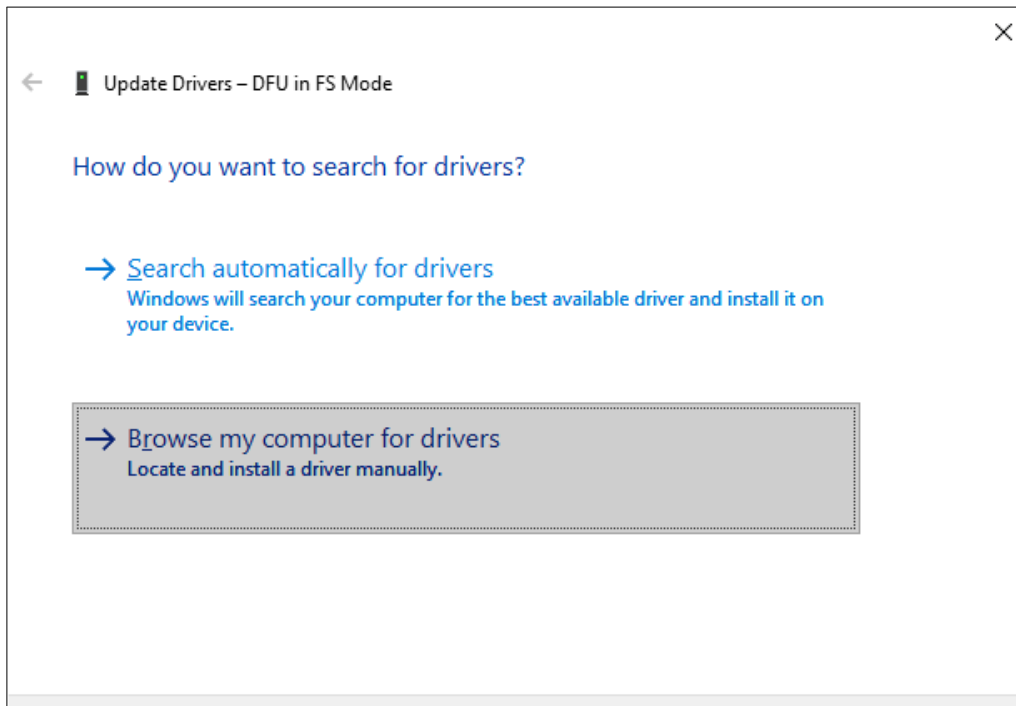 Update Drivers – DFU in FS Mode
How do you want to search for drivers?
Search automatically for drivers
Windows will search your computer for the best available driver and install it on
your device.
Browse my computer for drivers
Locate and install a driver manually.